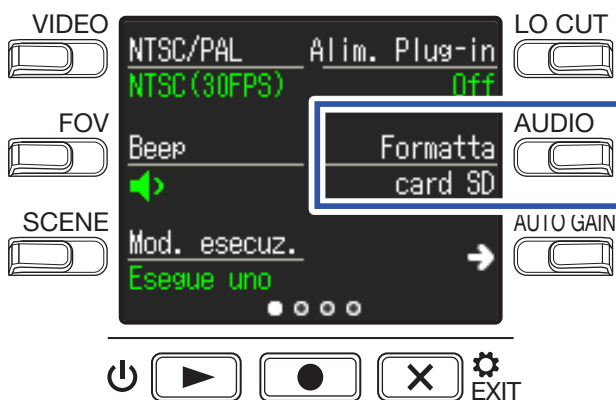 VIDEO
LO CUT
NTSC/PAL
Alim. Plug-in
NTSC(30FPS)
Off
FOV
AUDIO
Beep
Formatta
card SD
SCENE
AUTO GAIN
Mod. esecuz.
Esegue uno
EXIT